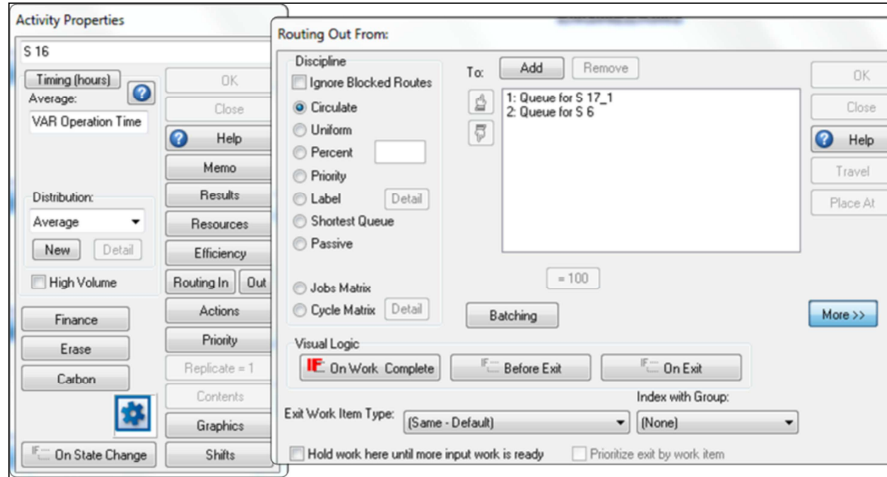 Activity Properties
S 16
Timing (hours)
Average:
VAR Operation Time
Distribution:
Average
New
Detail
High Volume
Finance
Erase
Carbon
On State Change
OK
Close
Help
Memo
Results
Resources
Efficiency
Routing In
Out
Actions
Priority
Replicate = 1
Contents
Graphics
Shifts
Routing Out From:
Discipline
Ignore Blocked Routes
Circulate
Uniform
Percent
Priority
Label
Detail
Shortest Queue
Passive
Jobs Matrix
Cycle Matrix
Detail
To:
Add
Remove
1: Queue for S 17_1
2: Queue for S 6
= 100
Batching
OK
Close
Help
Travel
Place At
More >>
Visual Logic
IF On Work Complete
IF Before Exit
IF On Exit
Exit Work Item Type:
(Same - Default)
Index with Group:
(None)
Hold work here until more input work is ready
Prioritize exit by work item